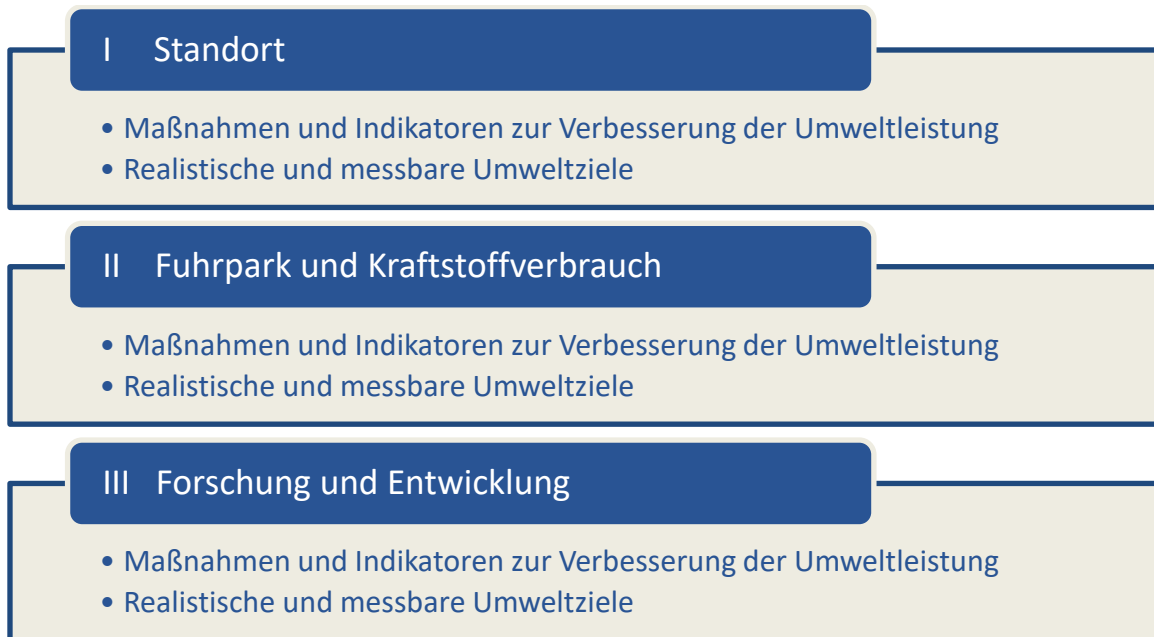 I Standort
• Maßnahmen und Indikatoren zur Verbesserung der Umweltleistung
• Realistische und messbare Umweltziele
II Fuhrpark und Kraftstoffverbrauch
• Maßnahmen und Indikatoren zur Verbesserung der Umweltleistung
• Realistische und messbare Umweltziele
III Forschung und Entwicklung
• Maßnahmen und Indikatoren zur Verbesserung der Umweltleistung
• Realistische und messbare Umweltziele